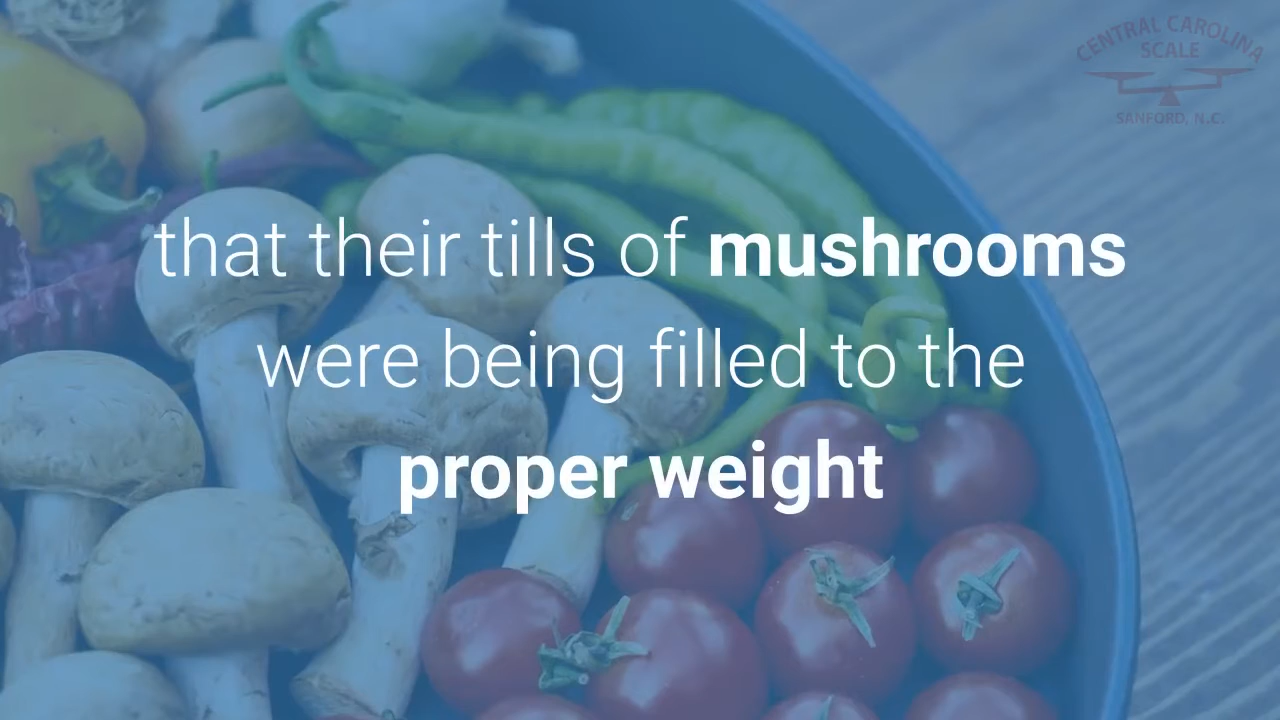 CENTRAL CAROLINA
SCALE
SANFORD, N.C.
that their tills of mushrooms
were being filled to the
proper weight